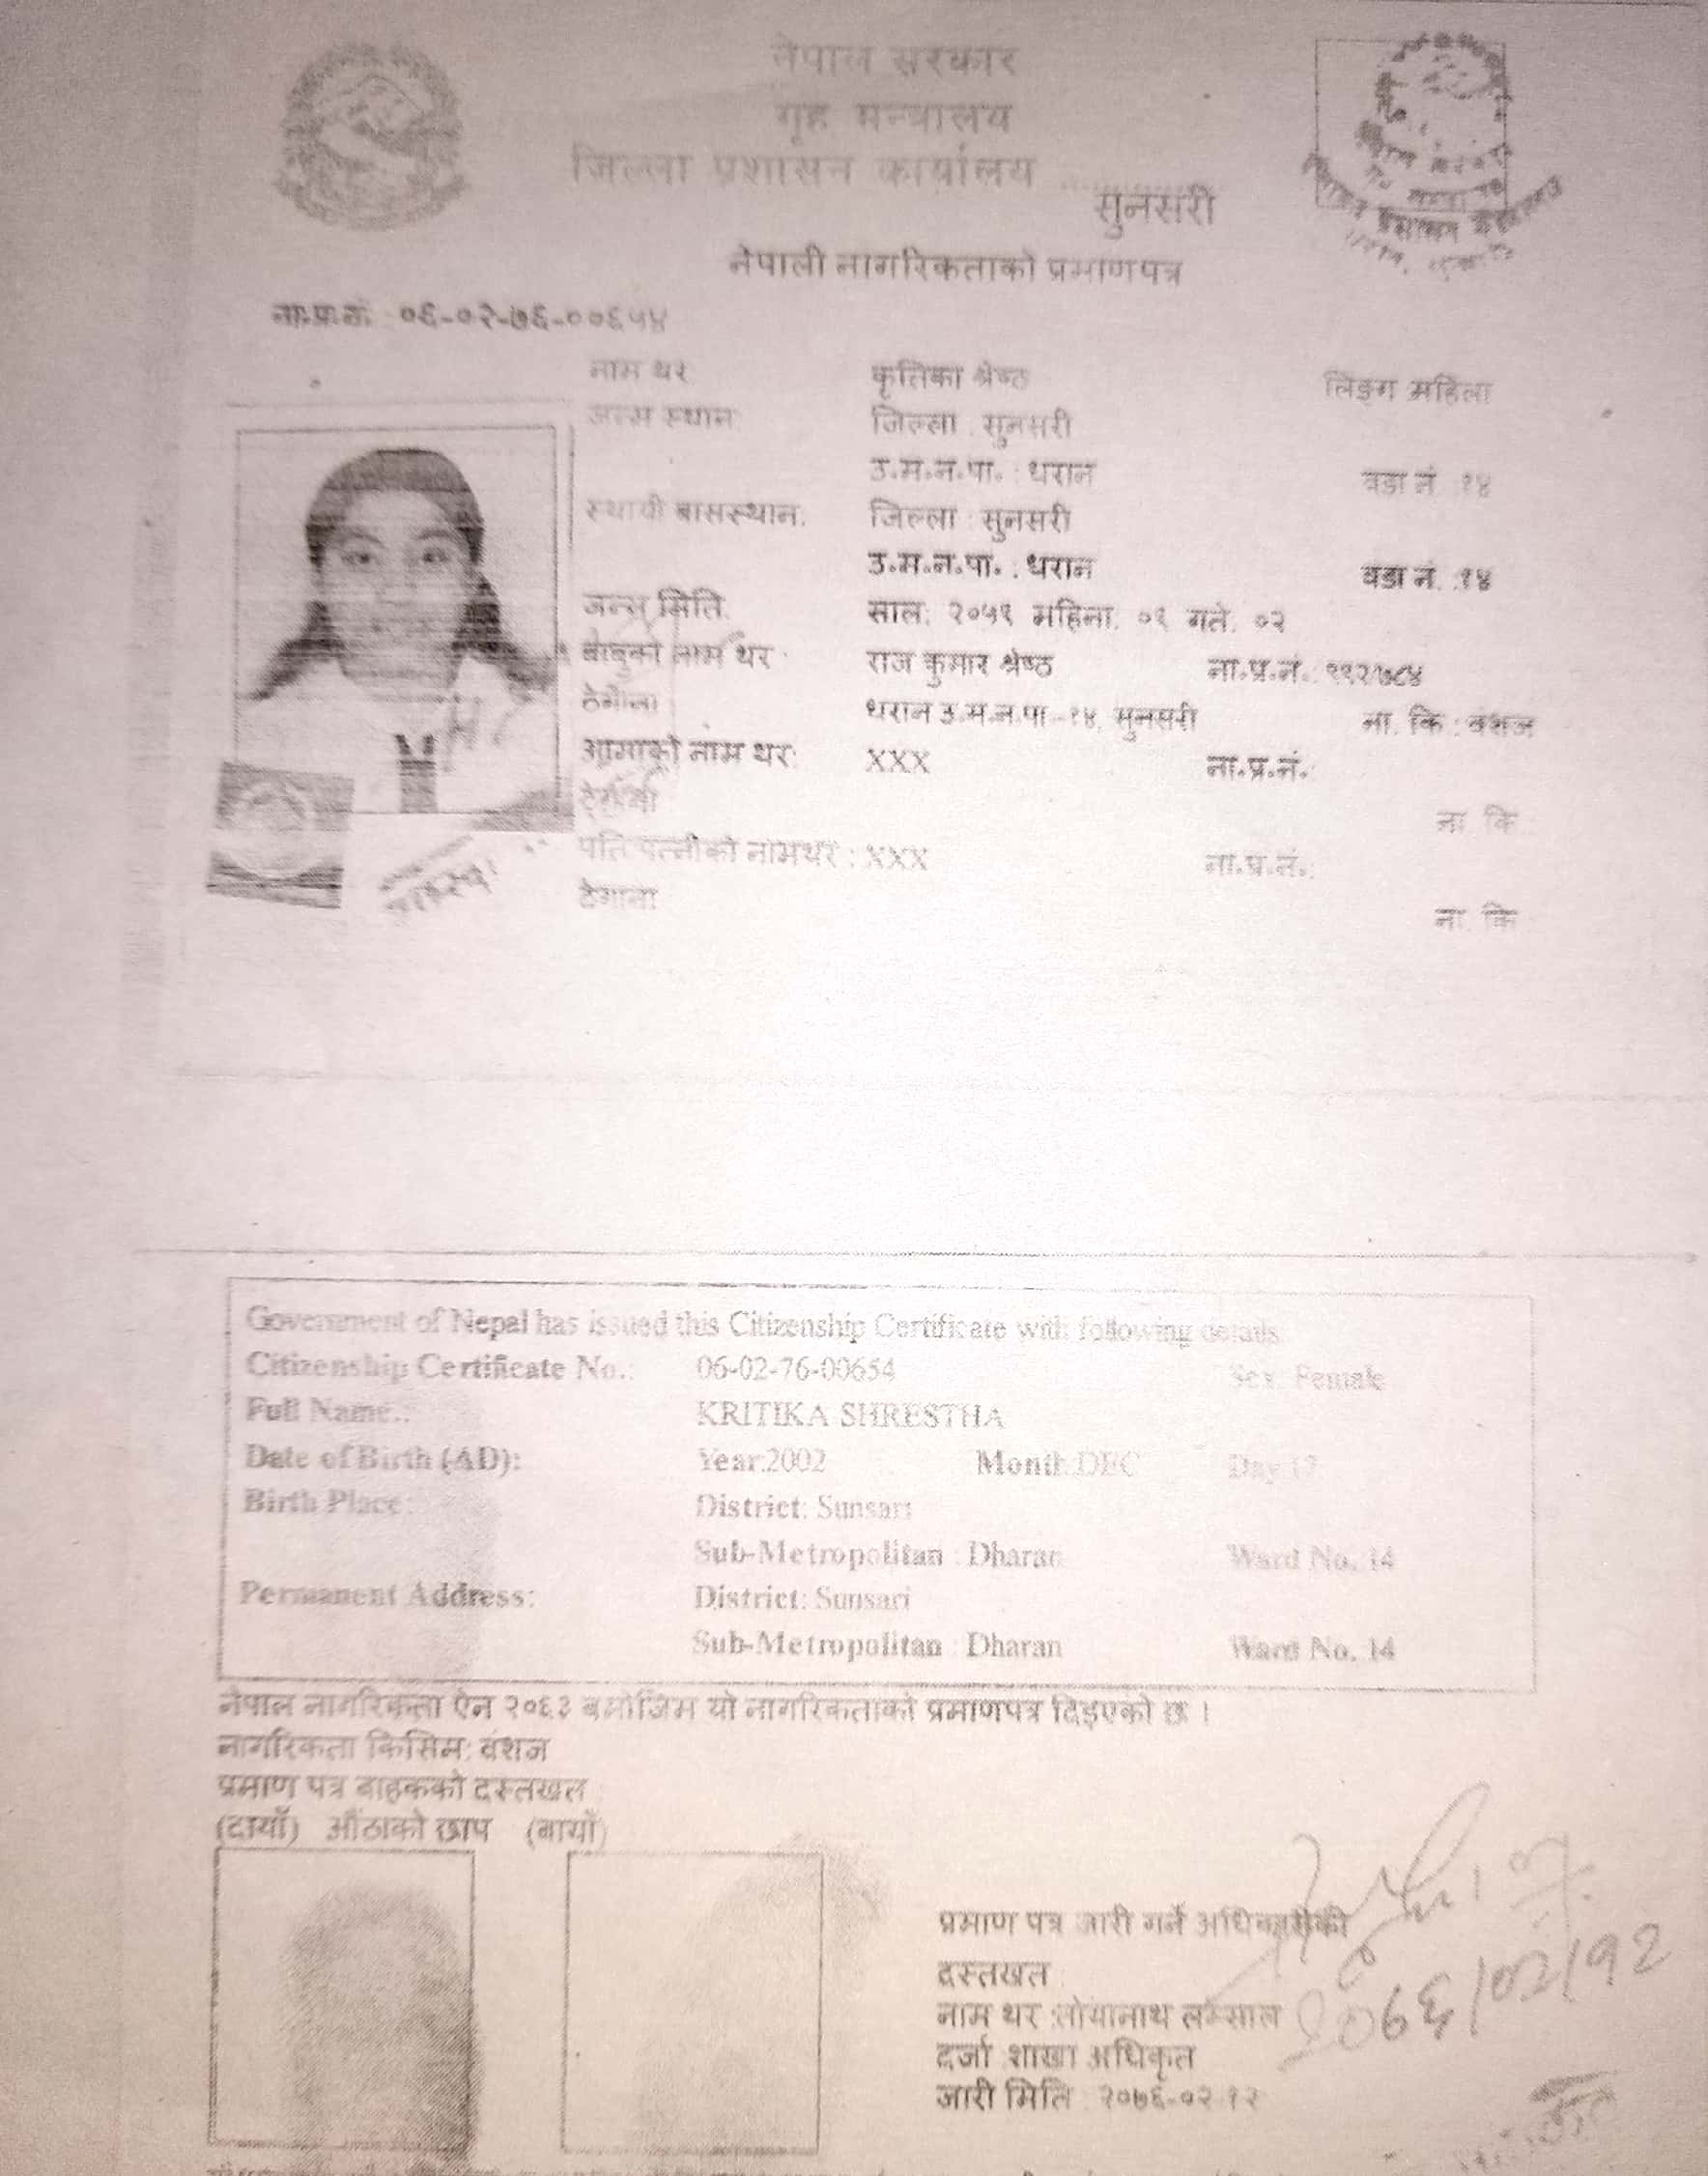 नेपाल सरकार
गृह मन्त्रालय
जिल्ला प्रशासन कार्यालय ..............
सुनसरी
नेपाली नागरिकताको प्रमाणपत्र
ना.प्र.नं. ०६-०२-७६-००६५४
नाम थर: कृतिका श्रेष्ठ लिङ्ग महिला
जन्म स्थान: जिल्ला : सुनसरी
उ.म.न.पा. : धरान वडा नं. :१४
स्थायी बासस्थान: जिल्ला : सुनसरी
उ.म.न.पा. : धरान वडा नं. :१४
जन्म मिति: साल: २०५९ महिना: ०९ गते: ०२
बाबुको नाम थर : राज कुमार श्रेष्ठ ना.प्र.नं.
ठेगाना धरान उ.म.न.पा.-१४, सुनसरी ना. कि : वंशज
आमाको नाम थर: XXX ना.प्र.नं.:
ठेगाना ना. कि
पति/पत्नीको नामथर : XXX ना.प्र.नं.:
ठेगाना ना. कि
Government of Nepal has issued this Citizenship Certificate with following details
Citizenship Certificate No.: 06-02-76-00654 Sex: Female
Full Name.: KRITIKA SHRESTHA
Date of Birth (AD): Year:2002 Month:DEC Day:17
Birth Place: District: Sunsari
Sub-Metropolitan : Dharan Ward No. 14
Permanent Address: District: Sunsari
Sub-Metropolitan : Dharan Ward No. 14
नेपाल नागरिकता ऐन २०६३ बमोजिम यो नागरिकताको प्रमाणपत्र दिइएको छ ।
नागरिकता किसिम: वंशज
प्रमाण पत्र बाहकको दस्तखत :
(दायाँ) औंठाको छाप (बायाँ)
प्रमाण पत्र जारी गर्ने अधिकारीको
दस्तखत :
नाम थर : लम्साल
दर्जा : शाखा अधिकृत
२०७६/०२/१२
जारी मिति : २०७६-०२-१२